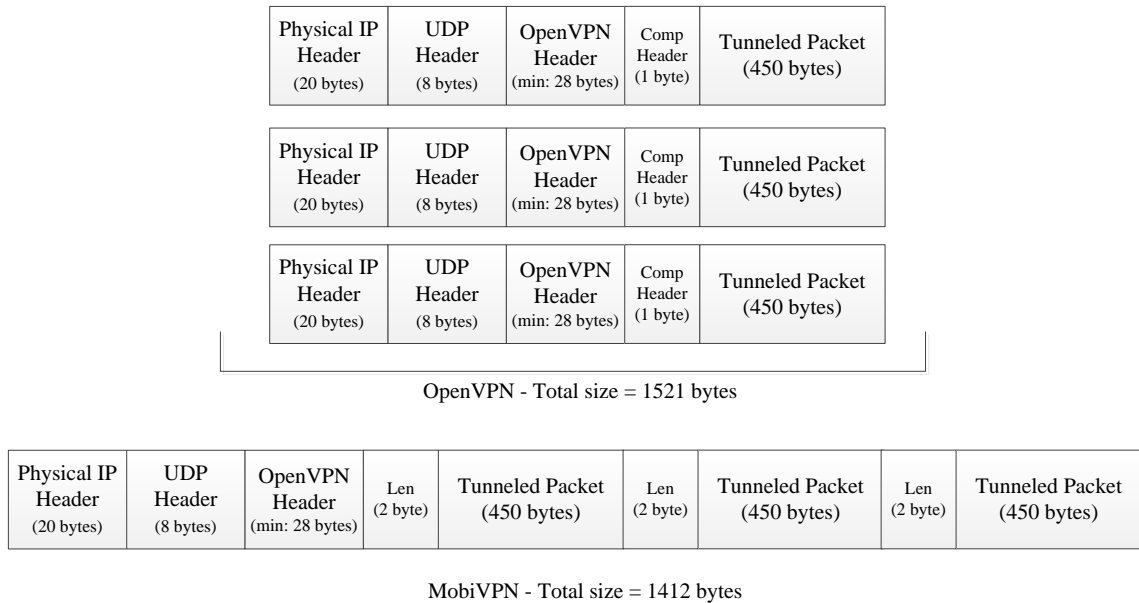 Physical IP
Header
(20 bytes)
UDP
Header
(8 bytes)
OpenVPN
Header
(min: 28 bytes)
Comp
Header
(1 byte)
Tunneled Packet
(450 bytes)
Physical IP
Header
(20 bytes)
UDP
Header
(8 bytes)
OpenVPN
Header
(min: 28 bytes)
Comp
Header
(1 byte)
Tunneled Packet
(450 bytes)
Physical IP
Header
(20 bytes)
UDP
Header
(8 bytes)
OpenVPN
Header
(min: 28 bytes)
Comp
Header
(1 byte)
Tunneled Packet
(450 bytes)
OpenVPN - Total size = 1521 bytes
Physical IP
Header
(20 bytes)
UDP
Header
(8 bytes)
OpenVPN
Header
(min: 28 bytes)
Len
(2 byte)
Tunneled Packet
(450 bytes)
Len
(2 byte)
Tunneled Packet
(450 bytes)
Len
(2 byte)
Tunneled Packet
(450 bytes)
MobiVPN - Total size = 1412 bytes